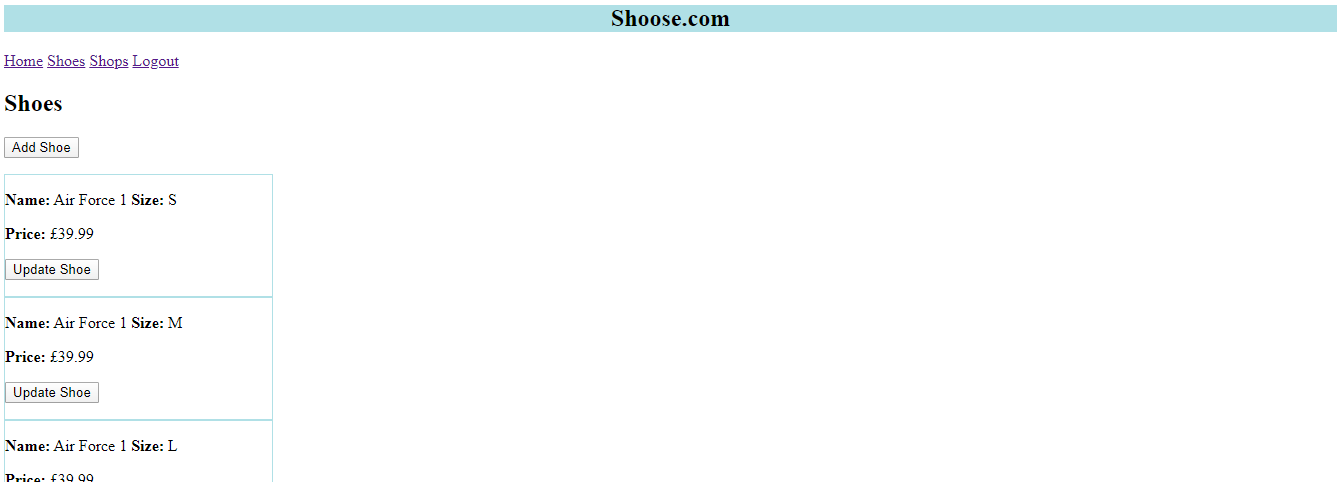 Shoose.com
Home Shoes Shops Logout
Shoes
Add Shoe
Name: Air Force 1 Size: S
Price: £39.99
Update Shoe
Name: Air Force 1 Size: M
Price: £39.99
Update Shoe
Name: Air Force 1 Size: L
Price: £39.99